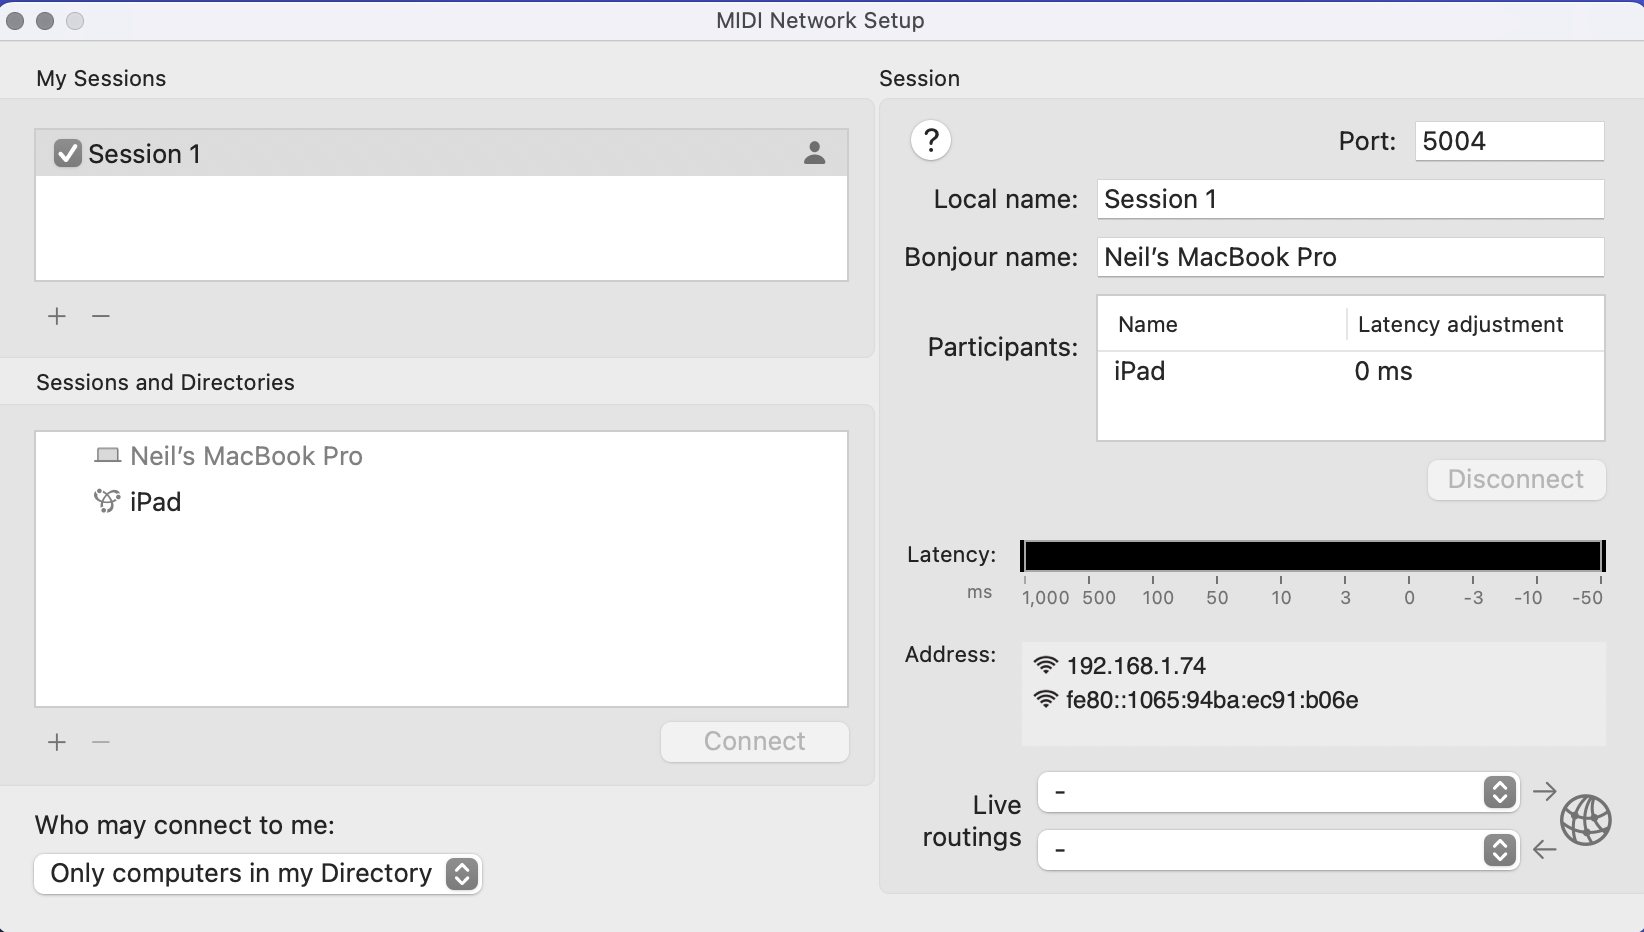 MIDI Network Setup
My Sessions
Session 1
+ −
Sessions and Directories
Neil’s MacBook Pro
iPad
+ −
Connect
Who may connect to me:
Only computers in my Directory
Session
?
Port: 5004
Local name: Session 1
Bonjour name: Neil’s MacBook Pro
Participants:
Name Latency adjustment
iPad 0 ms
Disconnect
Latency:
ms
1,000 500 100 50 10 3 0 -3 -10 -50
Address:
192.168.1.74
fe80::1065:94ba:ec91:b06e
Live routings
-
-